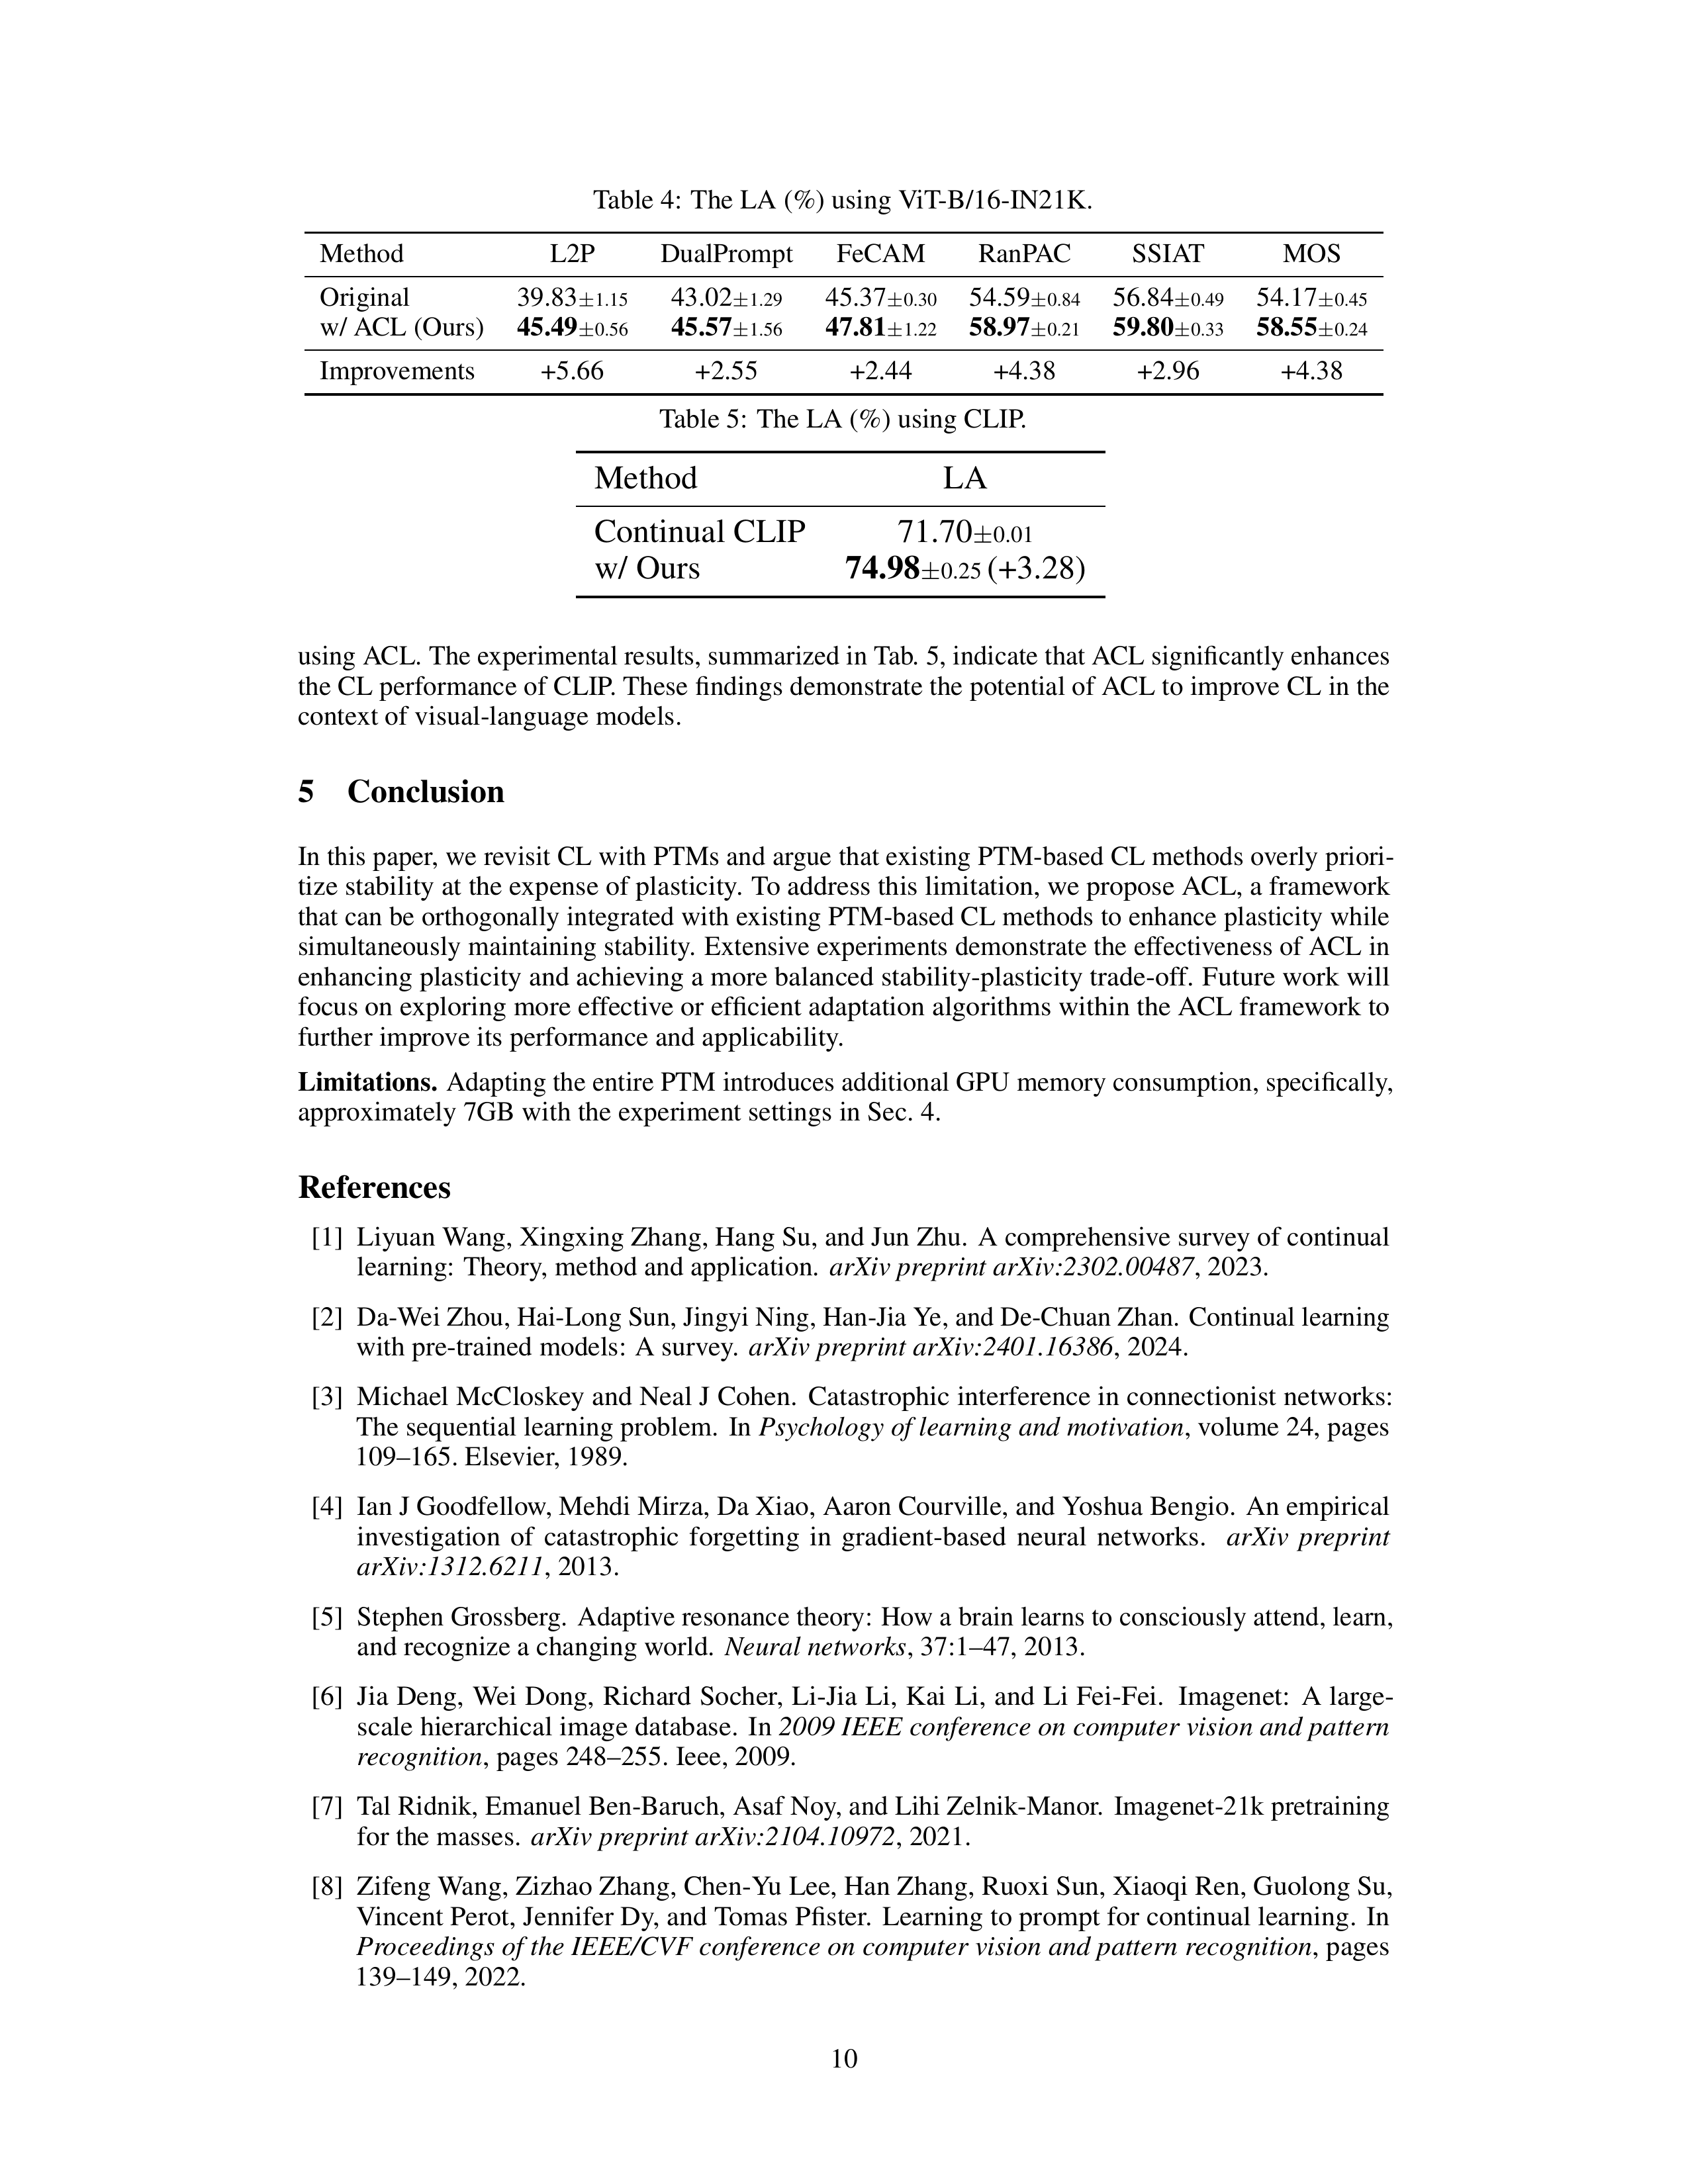 Table 4: The LA (%) using ViT-B/16-IN21K.
Method L2P DualPrompt FeCAM RanPAC SSIAT MOS
Original 39.83±1.15 43.02±1.29 45.37±0.30 54.59±0.84 56.84±0.49 54.17±0.45
w/ ACL (Ours) 45.49±0.56 45.57±1.56 47.81±1.22 58.97±0.21 59.80±0.33 58.55±0.24
Improvements +5.66 +2.55 +2.44 +4.38 +2.96 +4.38
Table 5: The LA (%) using CLIP.
Method LA
Continual CLIP 71.70±0.01
w/ Ours 74.98±0.25 (+3.28)
using ACL. The experimental results, summarized in Tab. 5, indicate that ACL significantly enhances
the CL performance of CLIP. These findings demonstrate the potential of ACL to improve CL in the
context of visual-language models.
5 Conclusion
In this paper, we revisit CL with PTMs and argue that existing PTM-based CL methods overly priori-
tize stability at the expense of plasticity. To address this limitation, we propose ACL, a framework
that can be orthogonally integrated with existing PTM-based CL methods to enhance plasticity while
simultaneously maintaining stability. Extensive experiments demonstrate the effectiveness of ACL in
enhancing plasticity and achieving a more balanced stability-plasticity trade-off. Future work will
focus on exploring more effective or efficient adaptation algorithms within the ACL framework to
further improve its performance and applicability.
Limitations. Adapting the entire PTM introduces additional GPU memory consumption, specifically,
approximately 7GB with the experiment settings in Sec. 4.
References
[1] Liyuan Wang, Xingxing Zhang, Hang Su, and Jun Zhu. A comprehensive survey of continual
learning: Theory, method and application. arXiv preprint arXiv:2302.00487, 2023.
[2] Da-Wei Zhou, Hai-Long Sun, Jingyi Ning, Han-Jia Ye, and De-Chuan Zhan. Continual learning
with pre-trained models: A survey. arXiv preprint arXiv:2401.16386, 2024.
[3] Michael McCloskey and Neal J Cohen. Catastrophic interference in connectionist networks:
The sequential learning problem. In Psychology of learning and motivation, volume 24, pages
109–165. Elsevier, 1989.
[4] Ian J Goodfellow, Mehdi Mirza, Da Xiao, Aaron Courville, and Yoshua Bengio. An empirical
investigation of catastrophic forgetting in gradient-based neural networks. arXiv preprint
arXiv:1312.6211, 2013.
[5] Stephen Grossberg. Adaptive resonance theory: How a brain learns to consciously attend, learn,
and recognize a changing world. Neural networks, 37:1–47, 2013.
[6] Jia Deng, Wei Dong, Richard Socher, Li-Jia Li, Kai Li, and Li Fei-Fei. Imagenet: A large-
scale hierarchical image database. In 2009 IEEE conference on computer vision and pattern
recognition, pages 248–255. Ieee, 2009.
[7] Tal Ridnik, Emanuel Ben-Baruch, Asaf Noy, and Lihi Zelnik-Manor. Imagenet-21k pretraining
for the masses. arXiv preprint arXiv:2104.10972, 2021.
[8] Zifeng Wang, Zizhao Zhang, Chen-Yu Lee, Han Zhang, Ruoxi Sun, Xiaoqi Ren, Guolong Su,
Vincent Perot, Jennifer Dy, and Tomas Pfister. Learning to prompt for continual learning. In
Proceedings of the IEEE/CVF conference on computer vision and pattern recognition, pages
139–149, 2022.
10